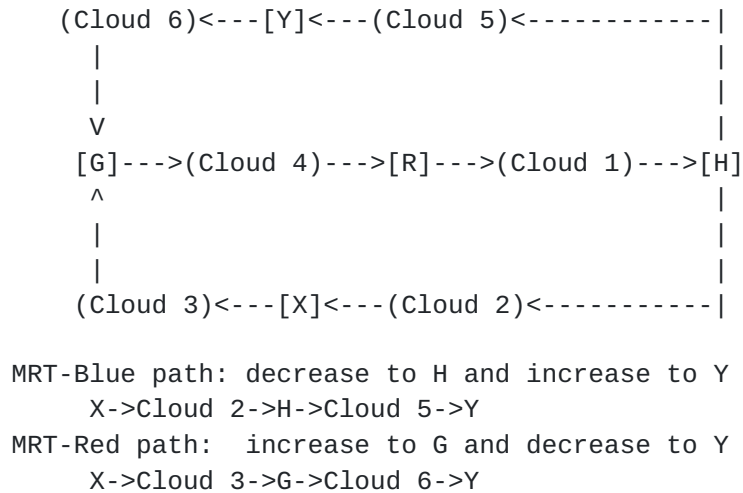 (Cloud 6)<---[Y]<---(Cloud 5)<------------|
|                                      |
|                                      |
V                                      |
[G]--->(Cloud 4)--->[R]--->(Cloud 1)--->[H]
^                                      |
|                                      |
|                                      |
(Cloud 3)<---[X]<---(Cloud 2)<-----------|
MRT-Blue path: decrease to H and increase to Y
X->Cloud 2->H->Cloud 5->Y
MRT-Red path:  increase to G and decrease to Y
X->Cloud 3->G->Cloud 6->Y